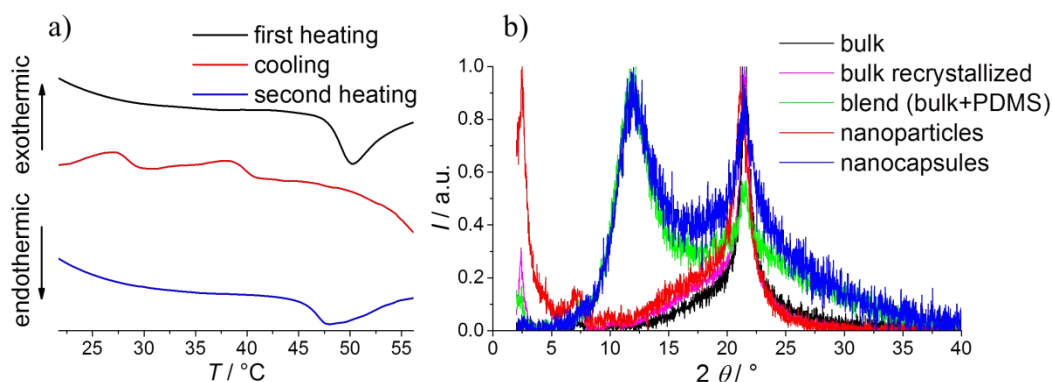 a)
first heating
cooling
second heating
exothermic
endothermic
25 30 35 40 45 50 55
T / °C
b)
bulk
bulk recrystallized
blend (bulk+PDMS)
nanoparticles
nanocapsules
I / a.u.
1.0
0.8
0.6
0.4
0.2
0.0
0 5 10 15 20 25 30 35 40
2 θ / °